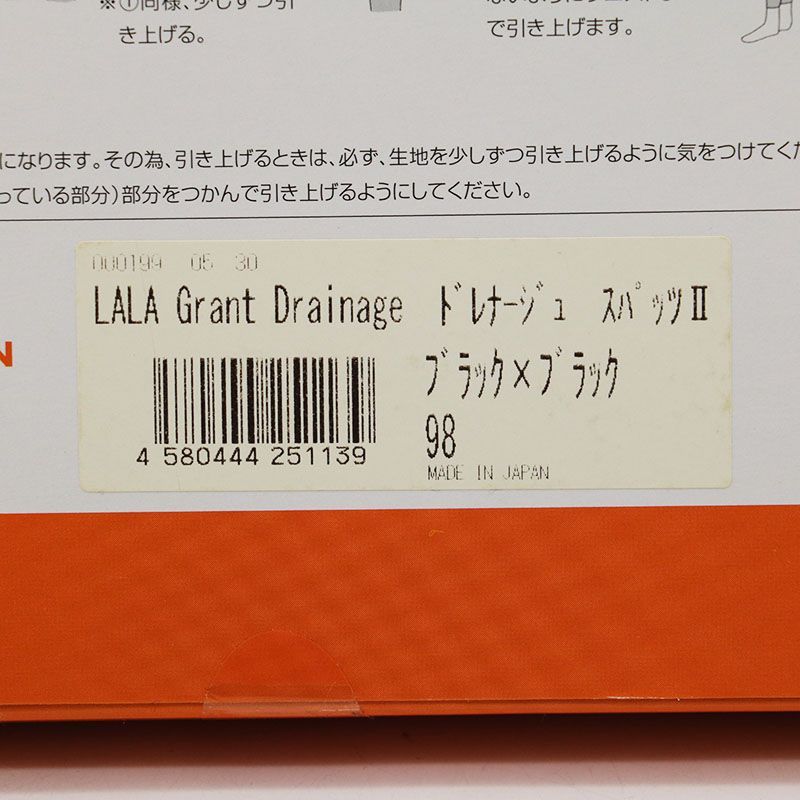 ※①同様、少しずつ引
き上げる。
で引き上げます。
になります。その為、引き上げるときは、必ず、生地を少しずつ引き上げるように気をつけてくだ
っている部分)部分をつかんで引き上げるようにしてください。
000199 05 30
LALA Grant Drainage ドレナージュ スパッツⅡ
ブラック×ブラック
98
MADE IN JAPAN
4 580444 251139
N